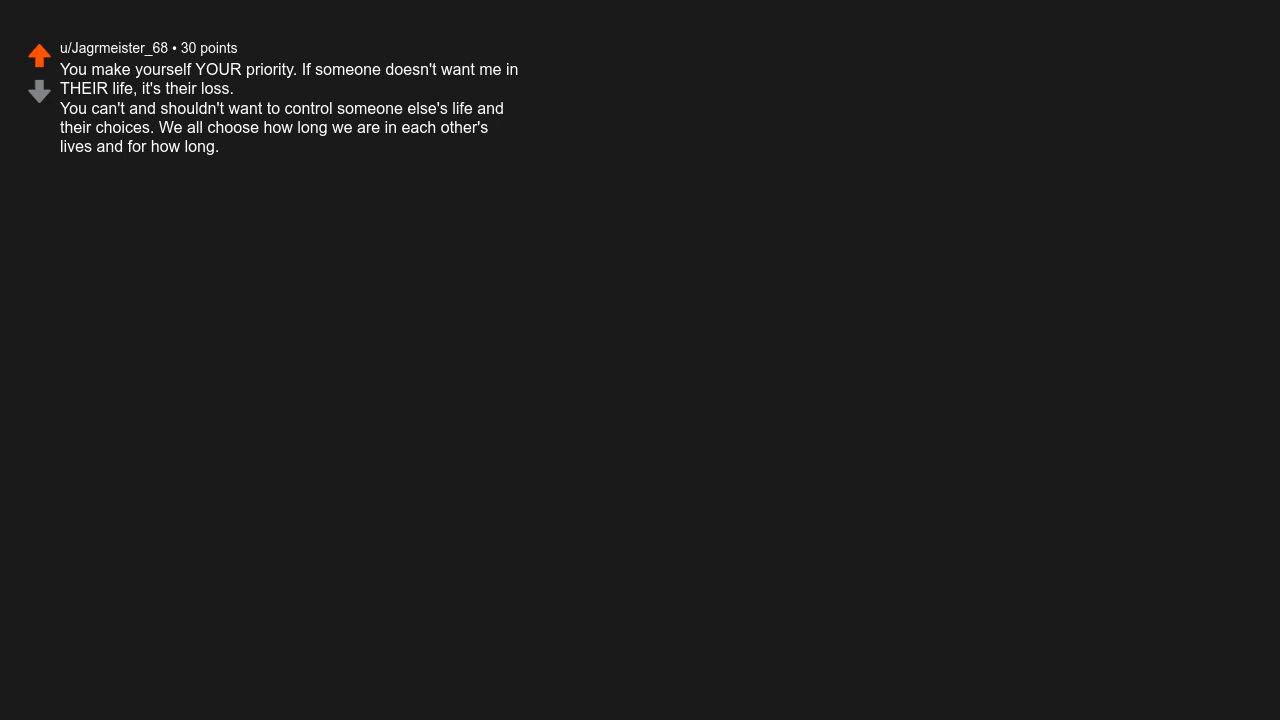 u/Jagrmeister_68 • 30 points
You make yourself YOUR priority. If someone doesn't want me in
THEIR life, it's their loss.
You can't and shouldn't want to control someone else's life and
their choices. We all choose how long we are in each other's
lives and for how long.